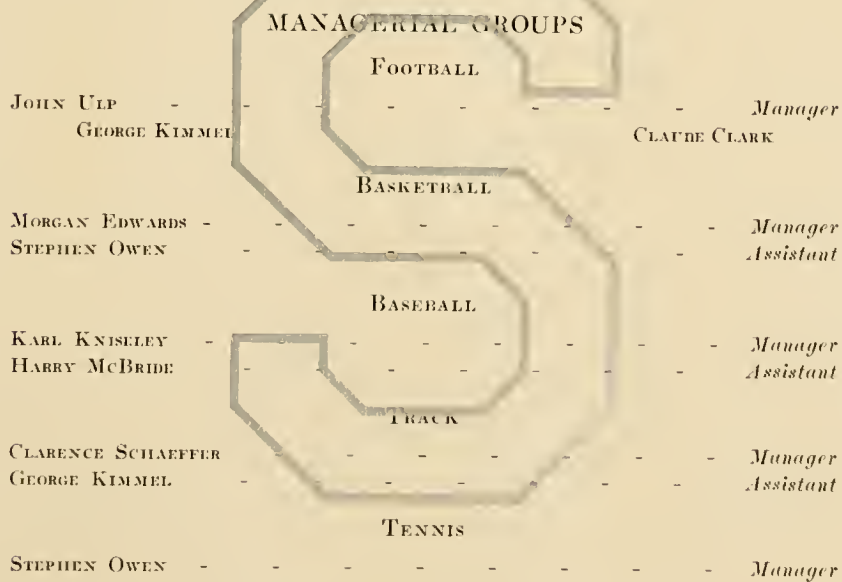 MANAGERIAL GROUPS
FOOTBALL
JOHN ULP - - - - - - - - Manager
GEORGE KIMMEL CLAUDE CLARK
BASKETBALL
MORGAN EDWARDS - - - - - - - - Manager
STEPHEN OWEN - - - - - - - Assistant
BASEBALL
KARL KNISELEY - - - - - - - - Manager
HARRY MCBRIDE - - - - - - - Assistant
TRACK
CLARENCE SCHAEFFER - - - - - - - Manager
GEORGE KIMMEL - - - - - - - Assistant
TENNIS
STEPHEN OWEN - - - - - - - - Manager